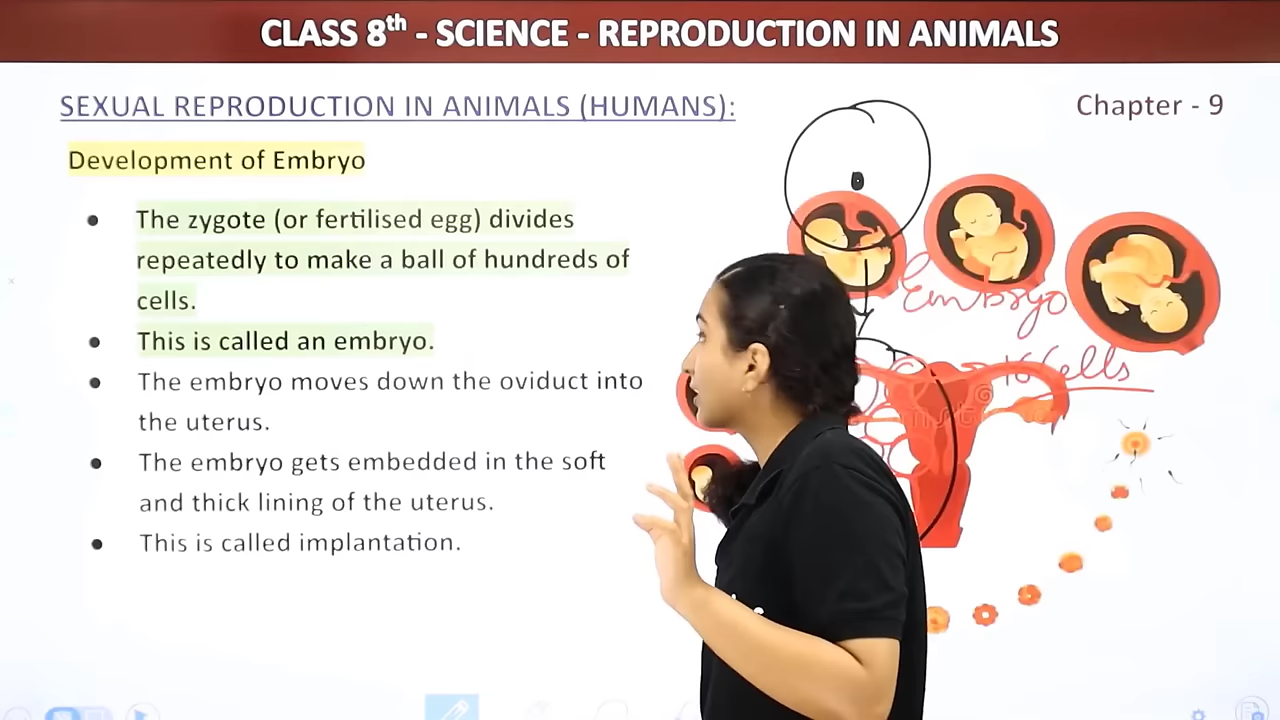 CLASS 8th - SCIENCE - REPRODUCTION IN ANIMALS
SEXUAL REPRODUCTION IN ANIMALS (HUMANS):
Chapter - 9
Development of Embryo
● The zygote (or fertilised egg) divides
repeatedly to make a ball of hundreds of
cells.
● This is called an embryo.
● The embryo moves down the oviduct into
the uterus.
● The embryo gets embedded in the soft
and thick lining of the uterus.
● This is called implantation.
Embryo
16 Cells